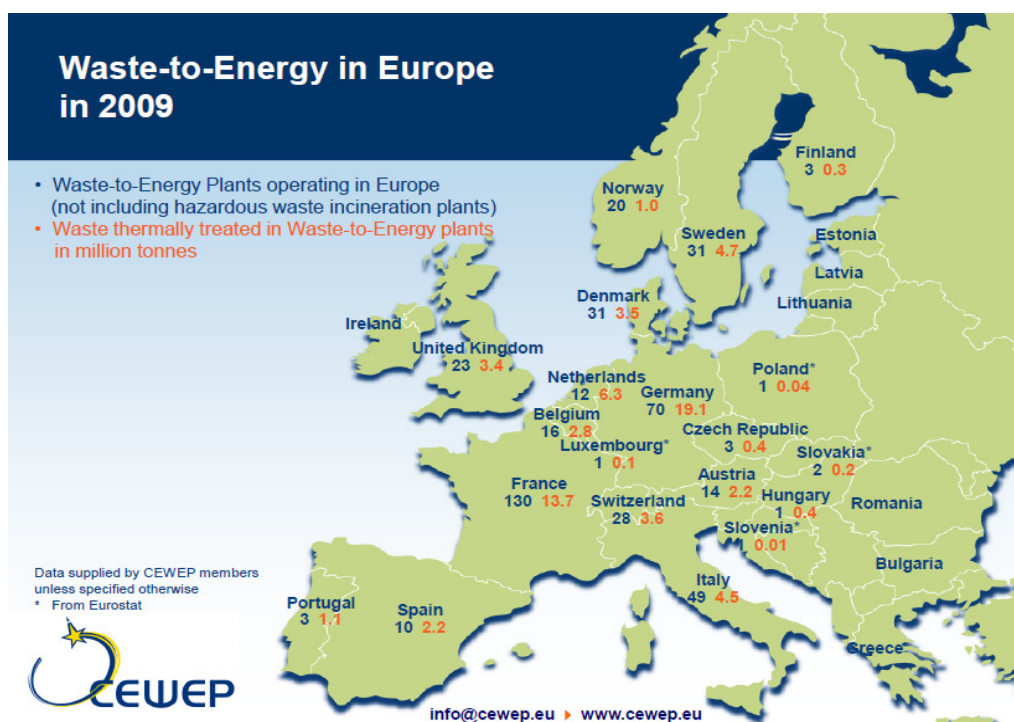 Waste-to-Energy in Europe
in 2009
• Waste-to-Energy Plants operating in Europe
(not including hazardous waste incineration plants)
• Waste thermally treated in Waste-to-Energy plants
in million tonnes
Finland
3 0.3
Norway
20 1.0
Sweden
31 4.7
Estonia
Latvia
Lithuania
Denmark
31 3.5
Ireland
United Kingdom
23 3.4
Netherlands
12 6.3
Germany
70 19.1
Poland*
1 0.04
Belgium
16 2.8
Luxembourg*
1 0.1
Czech Republic
3 0.4
Slovakia*
2 0.2
France
130 13.7
Switzerland
28 3.6
Austria
14 2.2
Hungary
1 0.4
Romania
Slovenia*
1 0.01
Bulgaria
Italy
49 4.5
Portugal
3 1.1
Spain
10 2.2
Greece
Data supplied by CEWEP members
unless specified otherwise
* From Eurostat
CEWEP
info@cewep.eu www.cewep.eu